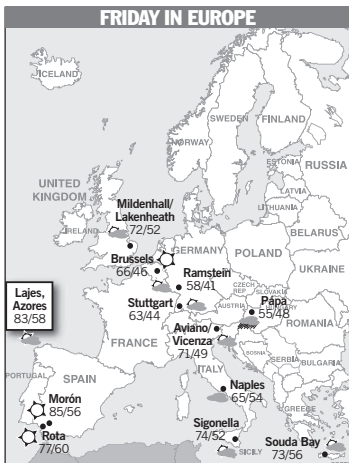 FRIDAY IN EUROPE
ICELAND
SWEDEN
FINLAND
NORWAY
ESTONIA
RUSSIA
LATVIA
LITHUANIA
UNITED
KINGDOM
Mildenhall/
Lakenheath
72/52
IRELAND
BELARUS
Brussels
66/46
GERMANY
POLAND
Ramstein
58/41
UKRAINE
CZECH
REP
SLOVAKIA
Lajes,
Azores
83/58
Stuttgart
63/44
AUSTRIA
Pápa
55/48
HUNGARY
ROMANIA
FRANCE
Aviano/
Vicenza
71/49
BOSNIA
SERBIA
BULGARIA
ITALY
PORTUGAL
SPAIN
Naples
65/54
Morón
85/56
GREECE
Sigonella
74/52
Rota
77/60
SICILY
Souda Bay
73/56